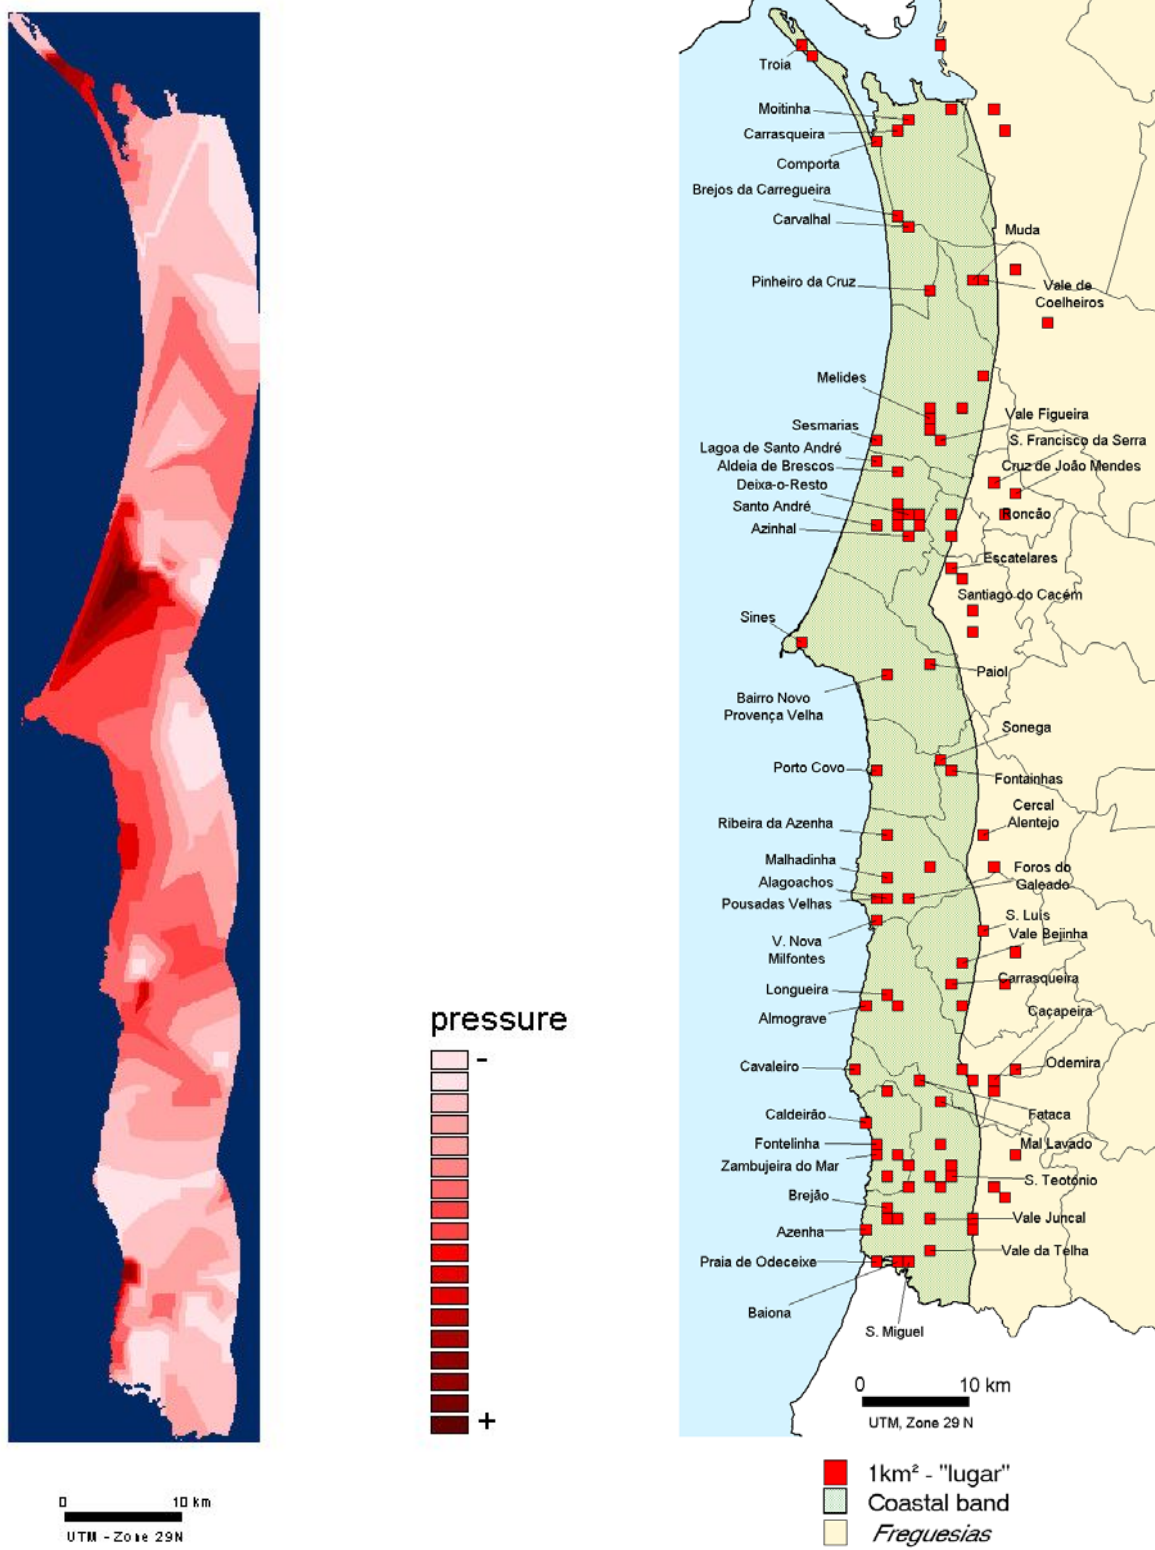 Troia
Moitinha
Carrasqueira
Comporta
Brejos da Carregueira
Carvalhal
Muda
Pinheiro da Cruz
Vale de
Coelheiros
Melides
Vale Figueira
Sesmarias
S. Francisco da Serra
Lagoa de Santo André
Aldeia de Brescos
Cruz de João Mendes
Deixa-o-Resto
Santo André
Roncão
Azinhal
Escatelares
Santiago do Cacém
Sines
Paiol
Bairro Novo
Provença Velha
Sonega
Porto Covo
Fontainhas
Cercal
Alentejo
Ribeira da Azenha
Malhadinha
Foros do
Galeado
Alagoachos
Pousadas Velhas
S. Luis
Vale Bejinha
V. Nova
Milfontes
Carrasqueira
Longueira
Caçapeira
Almograve
Odemira
Cavaleiro
Fataca
Caldeirão
Mal Lavado
Fontelinha
Zambujeira do Mar
S. Teotónio
Brejão
Vale Juncal
Azenha
Vale da Telha
Praia de Odeceixe
Baiona
S. Miguel
pressure
-
+
0 10 km
UTM - Zone 29N
0 10 km
UTM, Zone 29 N
1km² - "lugar"
Coastal band
Freguesias